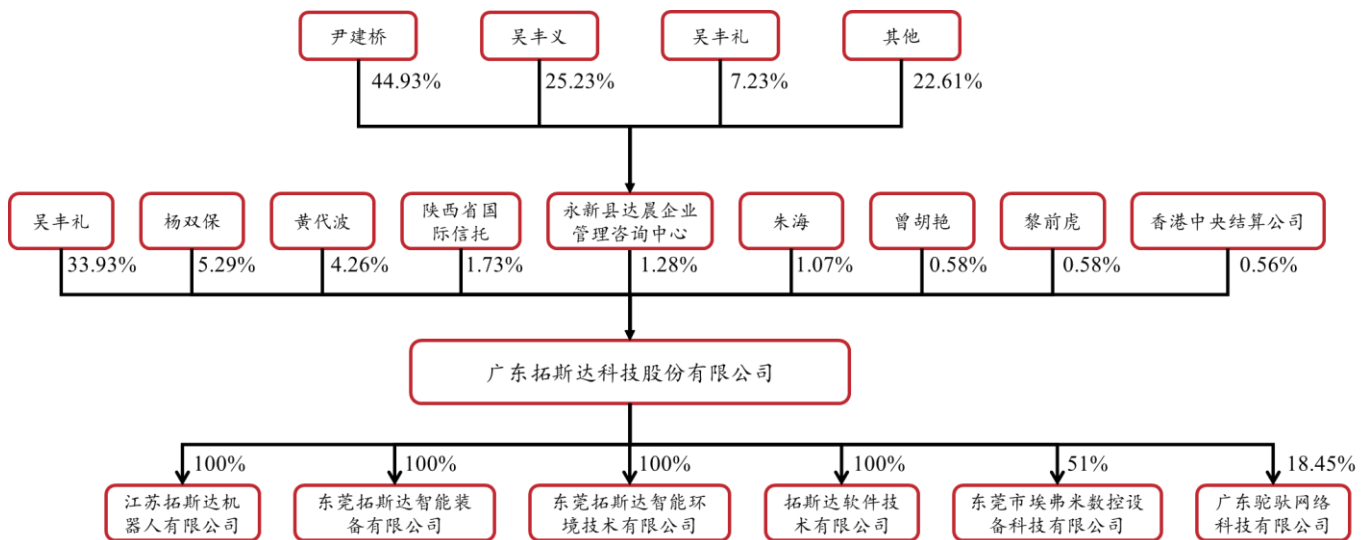 尹建桥
吴丰义
吴丰礼
其他
44.93%
25.23%
7.23%
22.61%
吴丰礼
杨双保
黄代波
陕西省国
际信托
永新县达晨企业
管理咨询中心
朱海
曾胡艳
黎前虎
香港中央结算公司
33.93%
5.29%
4.26%
1.73%
1.28%
1.07%
0.58%
0.58%
0.56%
广东拓斯达科技股份有限公司
100%
100%
100%
100%
51%
18.45%
江苏拓斯达机
器人有限公司
东莞拓斯达智能装
备有限公司
东莞拓斯达智能环
境技术有限公司
拓斯达软件技
术有限公司
东莞市埃弗米数控设
备科技有限公司
广东驼驮网络
科技有限公司